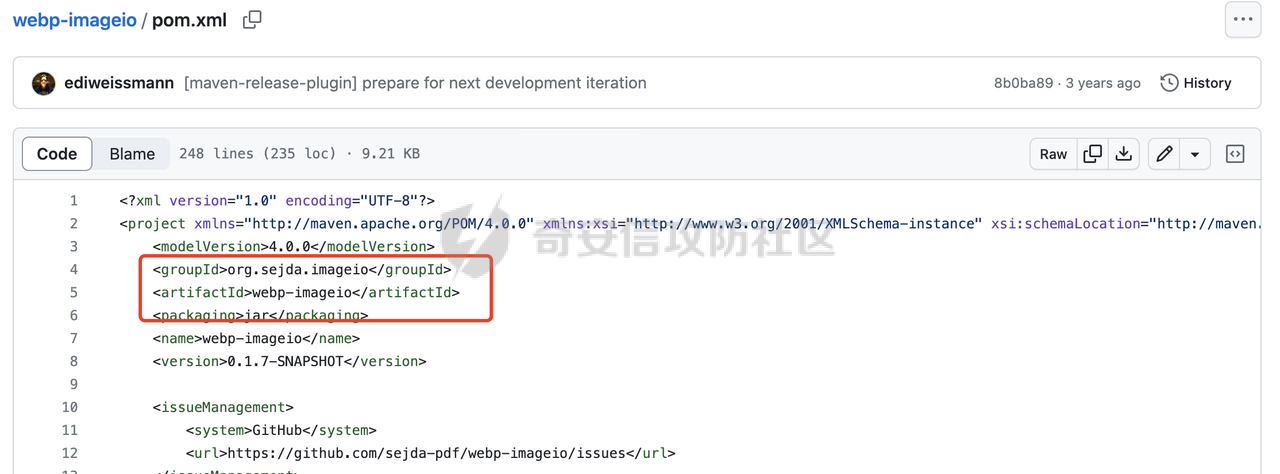 webp-imageio / pom.xml
ediweissmann [maven-release-plugin] prepare for next development iteration 8b0ba89 · 3 years ago History
Code Blame 248 lines (235 loc) · 9.21 KB Raw
1 <?xml version="1.0" encoding="UTF-8"?>
2 <project xmlns="http://maven.apache.org/POM/4.0.0" xmlns:xsi="http://www.w3.org/2001/XMLSchema-instance" xsi:schemaLocation="http://maven.
3 <modelVersion>4.0.0</modelVersion>
4 <groupId>org.sejda.imageio</groupId>
5 <artifactId>webp-imageio</artifactId>
6 <packaging>jar</packaging>
7 <name>webp-imageio</name>
8 <version>0.1.7-SNAPSHOT</version>
9
10 <issueManagement>
11 <system>GitHub</system>
12 <url>https://github.com/sejda-pdf/webp-imageio/issues</url>
13 </issueManagement>
奇安信攻防社区